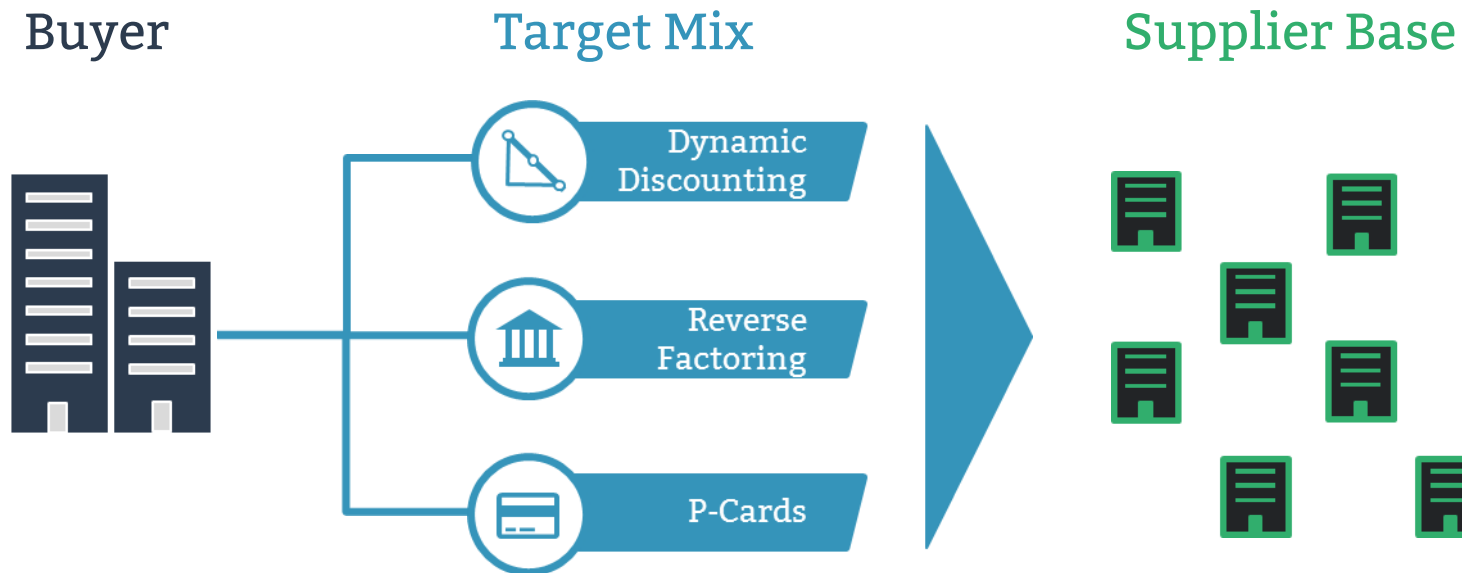 Buyer
Target Mix
Supplier Base
Dynamic
Discounting
Reverse
Factoring
P-Cards